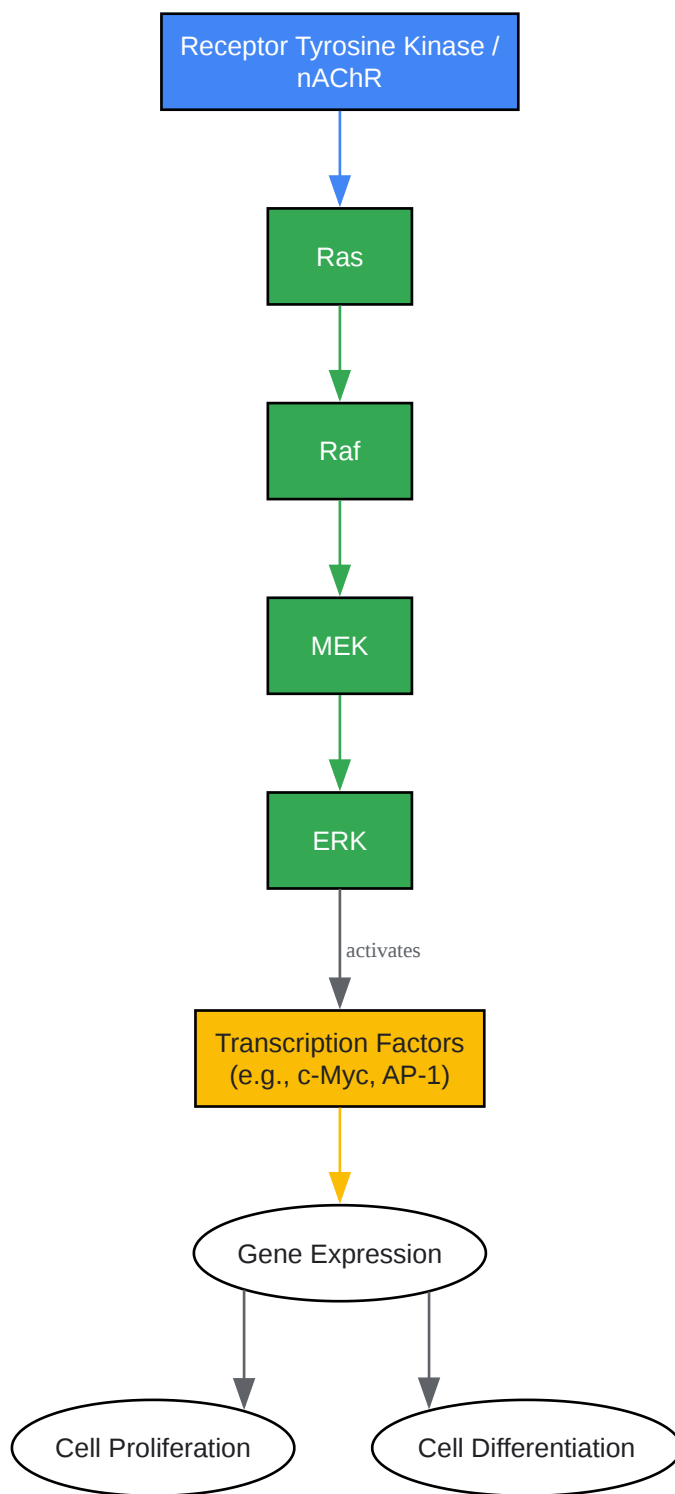 Receptor Tyrosine Kinase /
nAChR
Ras
Raf
MEK
ERK
activates
Transcription Factors
(e.g., c-Myc, AP-1)
Gene Expression
Cell Proliferation
Cell Differentiation